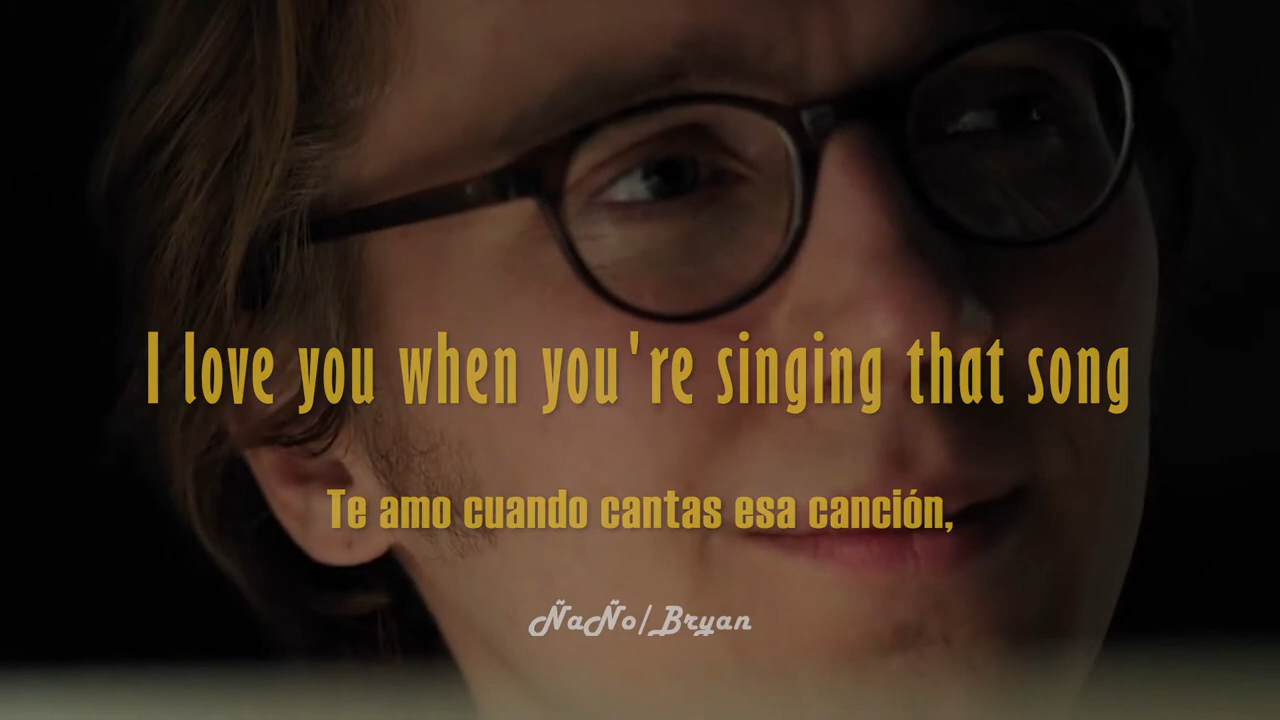 I love you when you're singing that song
Te amo cuando cantas esa canción,
ÑaÑo/Bryan